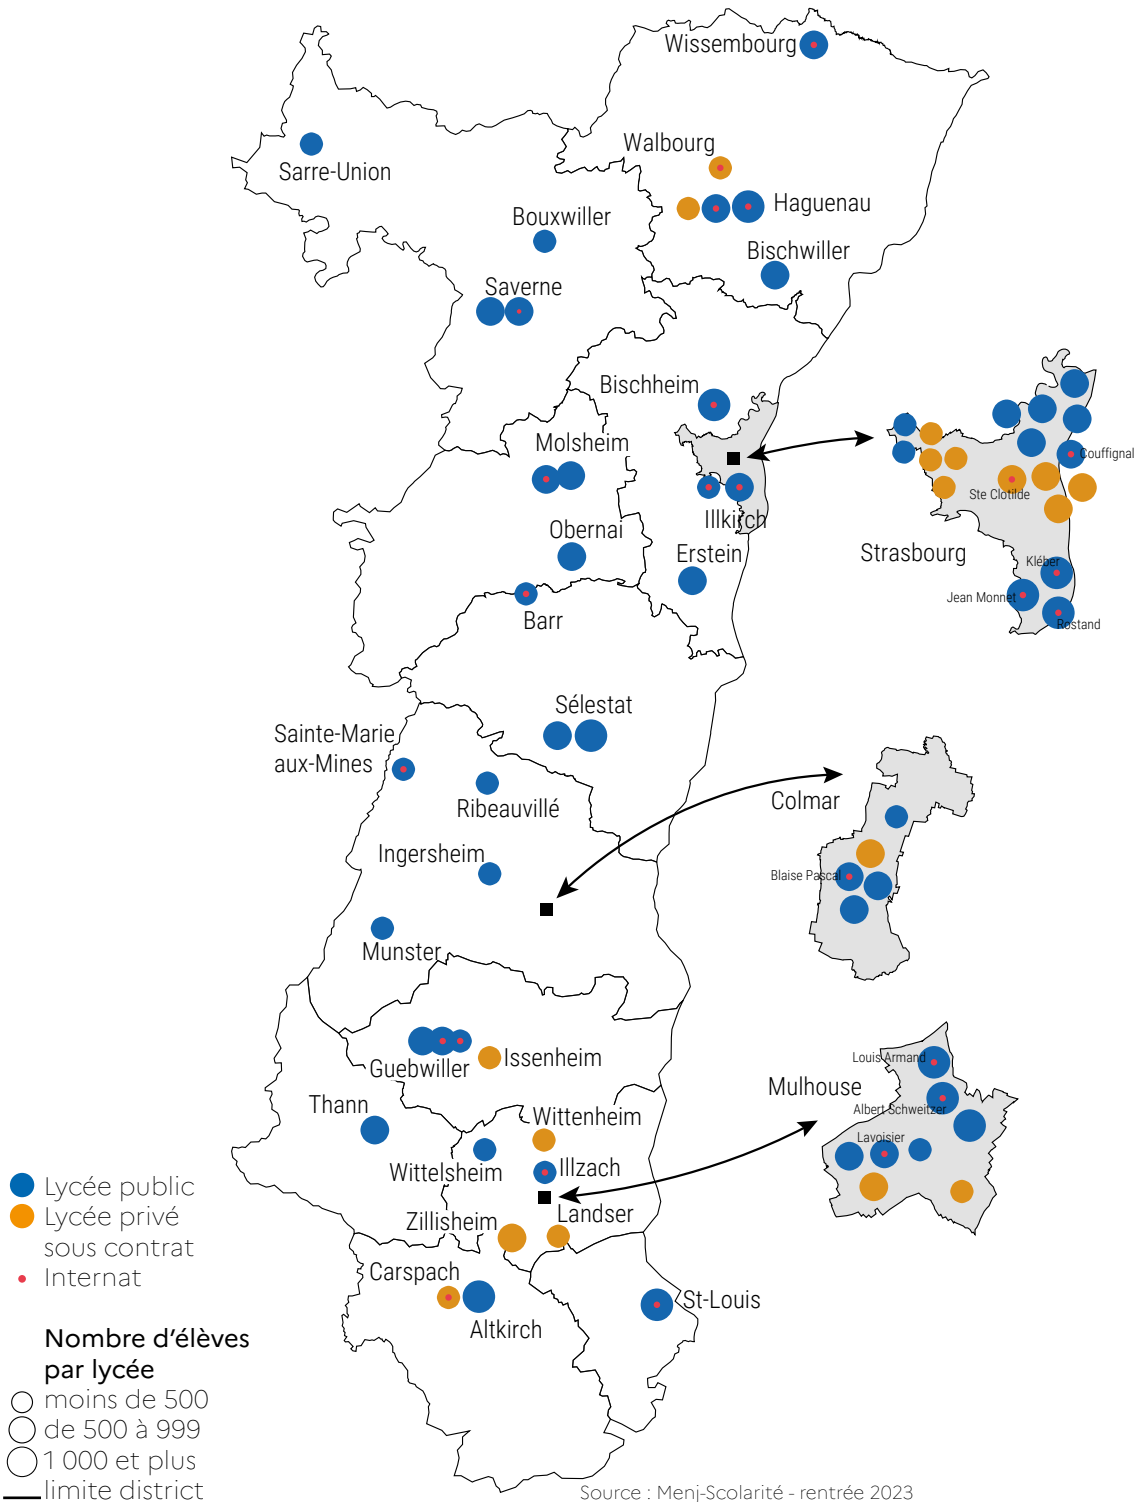 Wissembourg
Walbourg
Sarre-Union
Haguenau
Bouxwiller
Bischwiller
Saverne
Bischheim
Molsheim
Couffignal
Ste Clotilde
Illkirch
Obernai
Erstein
Strasbourg
Kléber
Jean Monnet
Rostand
Barr
Sélestat
Sainte-Marie
aux-Mines
Ribeauvillé
Colmar
Ingersheim
Blaise Pascal
Munster
Guebwiller
Issenheim
Louis Armand
Mulhouse
Thann
Albert Schweitzer
Wittenheim
Lavoisier
Wittelsheim
Illzach
Zillisheim
Landser
Carspach
Altkirch
St-Louis
Lycée public
Lycée privé
sous contrat
Internat
Nombre d'élèves
par lycée
moins de 500
de 500 à 999
1 000 et plus
limite district
Source : Menj-Scolarité - rentrée 2023